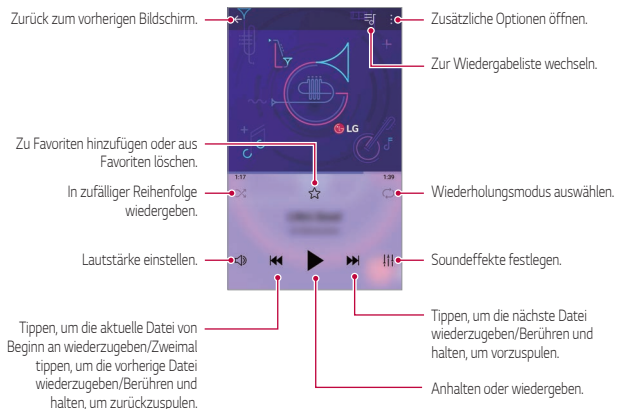 Zurück zum vorherigen Bildschirm.
Zusätzliche Optionen öffnen.
Zur Wiedergabeliste wechseln.
LG
Zu Favoriten hinzufügen oder aus
Favoriten löschen.
1:17
1:39
In zufälliger Reihenfolge
wiedergeben.
Wiederholungsmodus auswählen.
Lautstärke einstellen.
Soundeffekte festlegen.
Tippen, um die aktuelle Datei von
Beginn an wiederzugeben/Zweimal
tippen, um die vorherige Datei
wiederzugeben/Berühren und
halten, um zurückzuspulen.
Tippen, um die nächste Datei
wiederzugeben/Berühren und
halten, um vorzuspulen.
Anhalten oder wiedergeben.